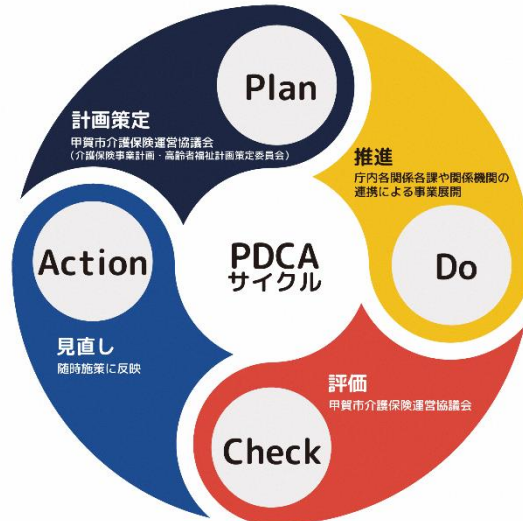 Plan
計画策定
甲賀市介護保険運営協議会
（介護保険事業計画・高齢者福祉計画策定委員会）
推進
庁内各関係各課や関係機関の
連携による事業展開
Do
PDCA
サイクル
Action
見直し
随時施策に反映
評価
甲賀市介護保険運営協議会
Check